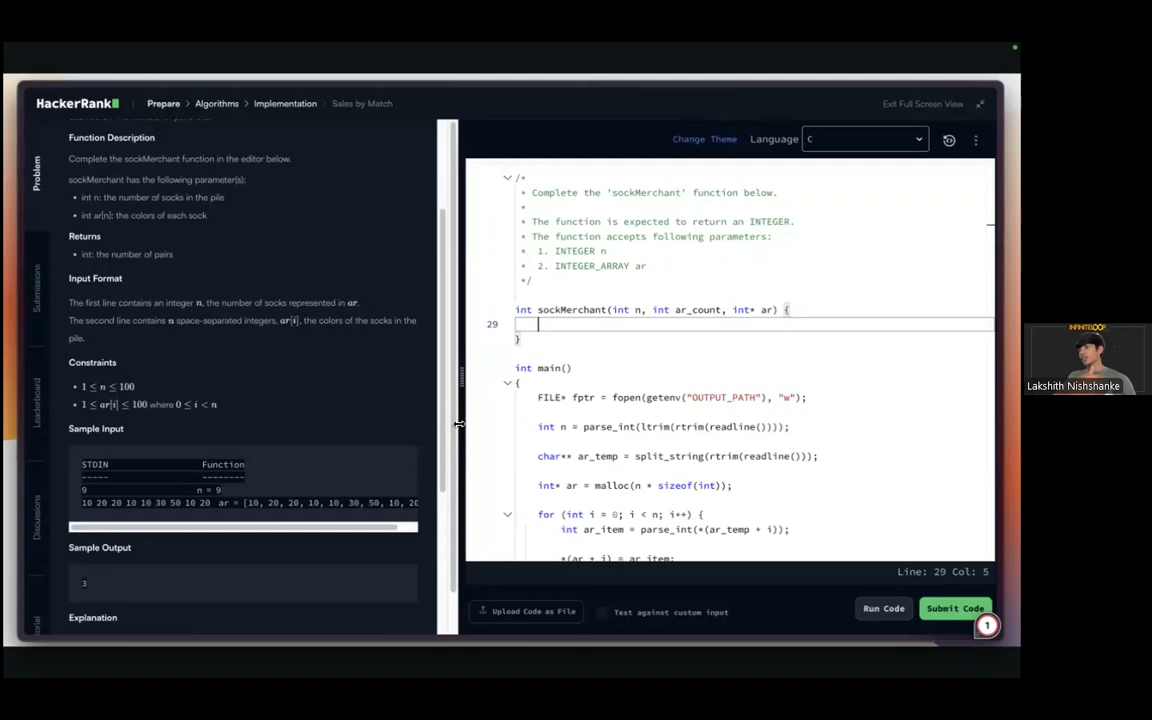 HackerRank
Prepare > Algorithms > Implementation > Sales by Match
Exit Full Screen View
Problem
Submissions
Leaderboard
Discussions
Function Description
Complete the sockMerchant function in the editor below.
sockMerchant has the following parameter(s):
• int n: the number of socks in the pile
• int ar[n]: the colors of each sock
Returns
• int: the number of pairs
Input Format
The first line contains an integer n, the number of socks represented in ar.
The second line contains n space-separated integers, ar[i], the colors of the socks in the
pile.
Constraints
• 1 ≤ n ≤ 100
• 1 ≤ ar[i] ≤ 100 where 0 ≤ i < n
Sample Input
STDIN Function
----- --------
9 n = 9
10 20 20 10 10 30 50 10 20 ar = [10, 20, 20, 10, 10, 30, 50, 10, 20
Sample Output
3
Explanation
Change Theme Language C
/*
* Complete the 'sockMerchant' function below.
*
* The function is expected to return an INTEGER.
* The function accepts following parameters:
* 1. INTEGER n
* 2. INTEGER_ARRAY ar
*/
int sockMerchant(int n, int ar_count, int* ar) {
29
}
int main()
{
FILE* fptr = fopen(getenv("OUTPUT_PATH"), "w");
int n = parse_int(ltrim(rtrim(readline())));
char** ar_temp = split_string(rtrim(readline()));
int* ar = malloc(n * sizeof(int));
for (int i = 0; i < n; i++) {
int ar_item = parse_int(*(ar_temp + i));
*(ar + i) = ar_item;
Line: 29 Col: 5
Upload Code as File
Test against custom input
Run Code
Submit Code
1
INFINITELOOP
Lakshith Nishshanke